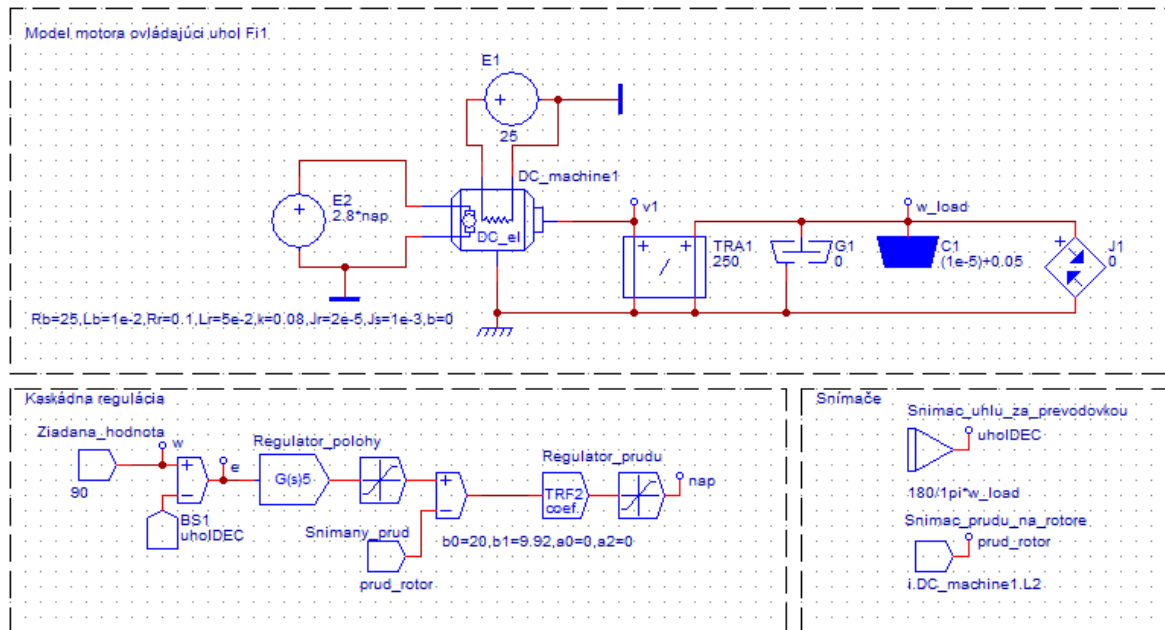 Model motora ovládajúci uhol Fi1
E1
25
DC_machine1
E2
2.8*nap
DC_el
v1
w_load
TRA1
250
G1
0
C1
(1e-5)+0.05
J1
0
Rb=25,Lb=1e-2,Rr=0.1,Lr=5e-2,k=0.08,Jr=2e-5,Js=1e-3,b=0
Kaskádna regulácia
Ziadana_hodnota
w
90
e
BS1
uholDEC
Regulator_polohy
G(s)5
Snimany_prud
prud_rotor
Regulator_prudu
TRF2
coef.
nap
b0=20,b1=9.92,a0=0,a2=0
Snímače
Snimac_uhlu_za_prevodovkou
uholDEC
180/1pi*w_load
Snimac_prudu_na_rotore
prud_rotor
i.DC_machine1.L2